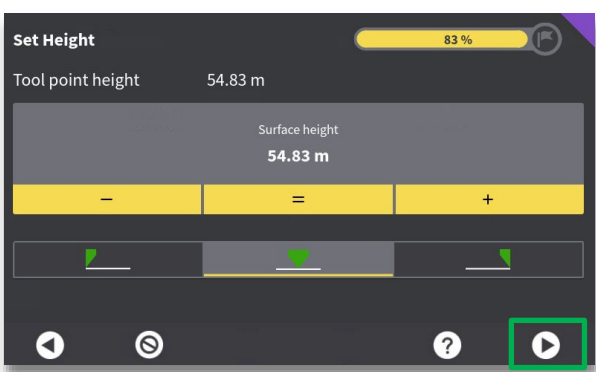 Set Height
83 %
Tool point height 54.83 m
Surface height
54.83 m
− = +
?